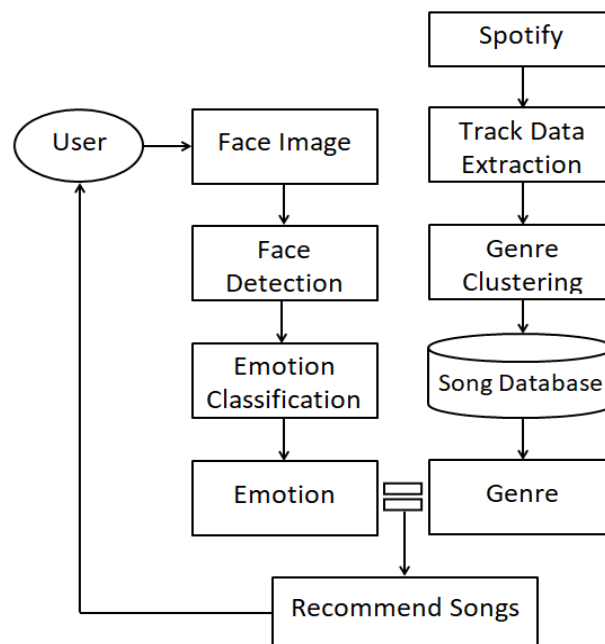 Spotify
User
Face Image
Track Data
Extraction
Face
Detection
Genre
Clustering
Emotion
Classification
Song Database
Emotion
Genre
Recommend Songs